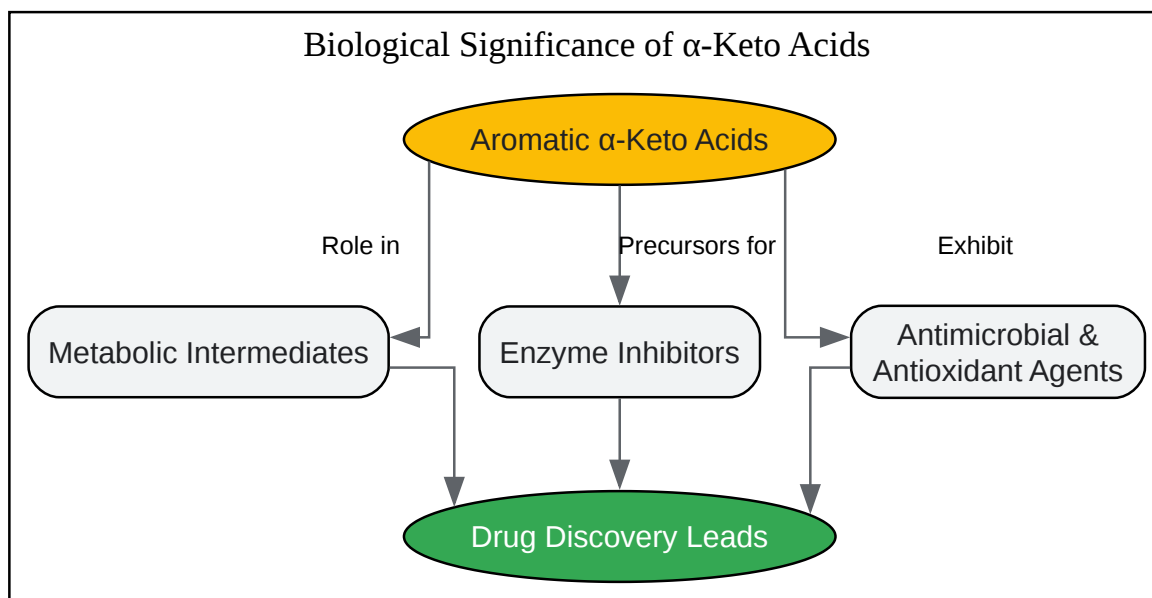 Biological Significance of α-Keto Acids
Aromatic α-Keto Acids
Role in
Precursors for
Exhibit
Metabolic Intermediates
Enzyme Inhibitors
Antimicrobial &
Antioxidant Agents
Drug Discovery Leads